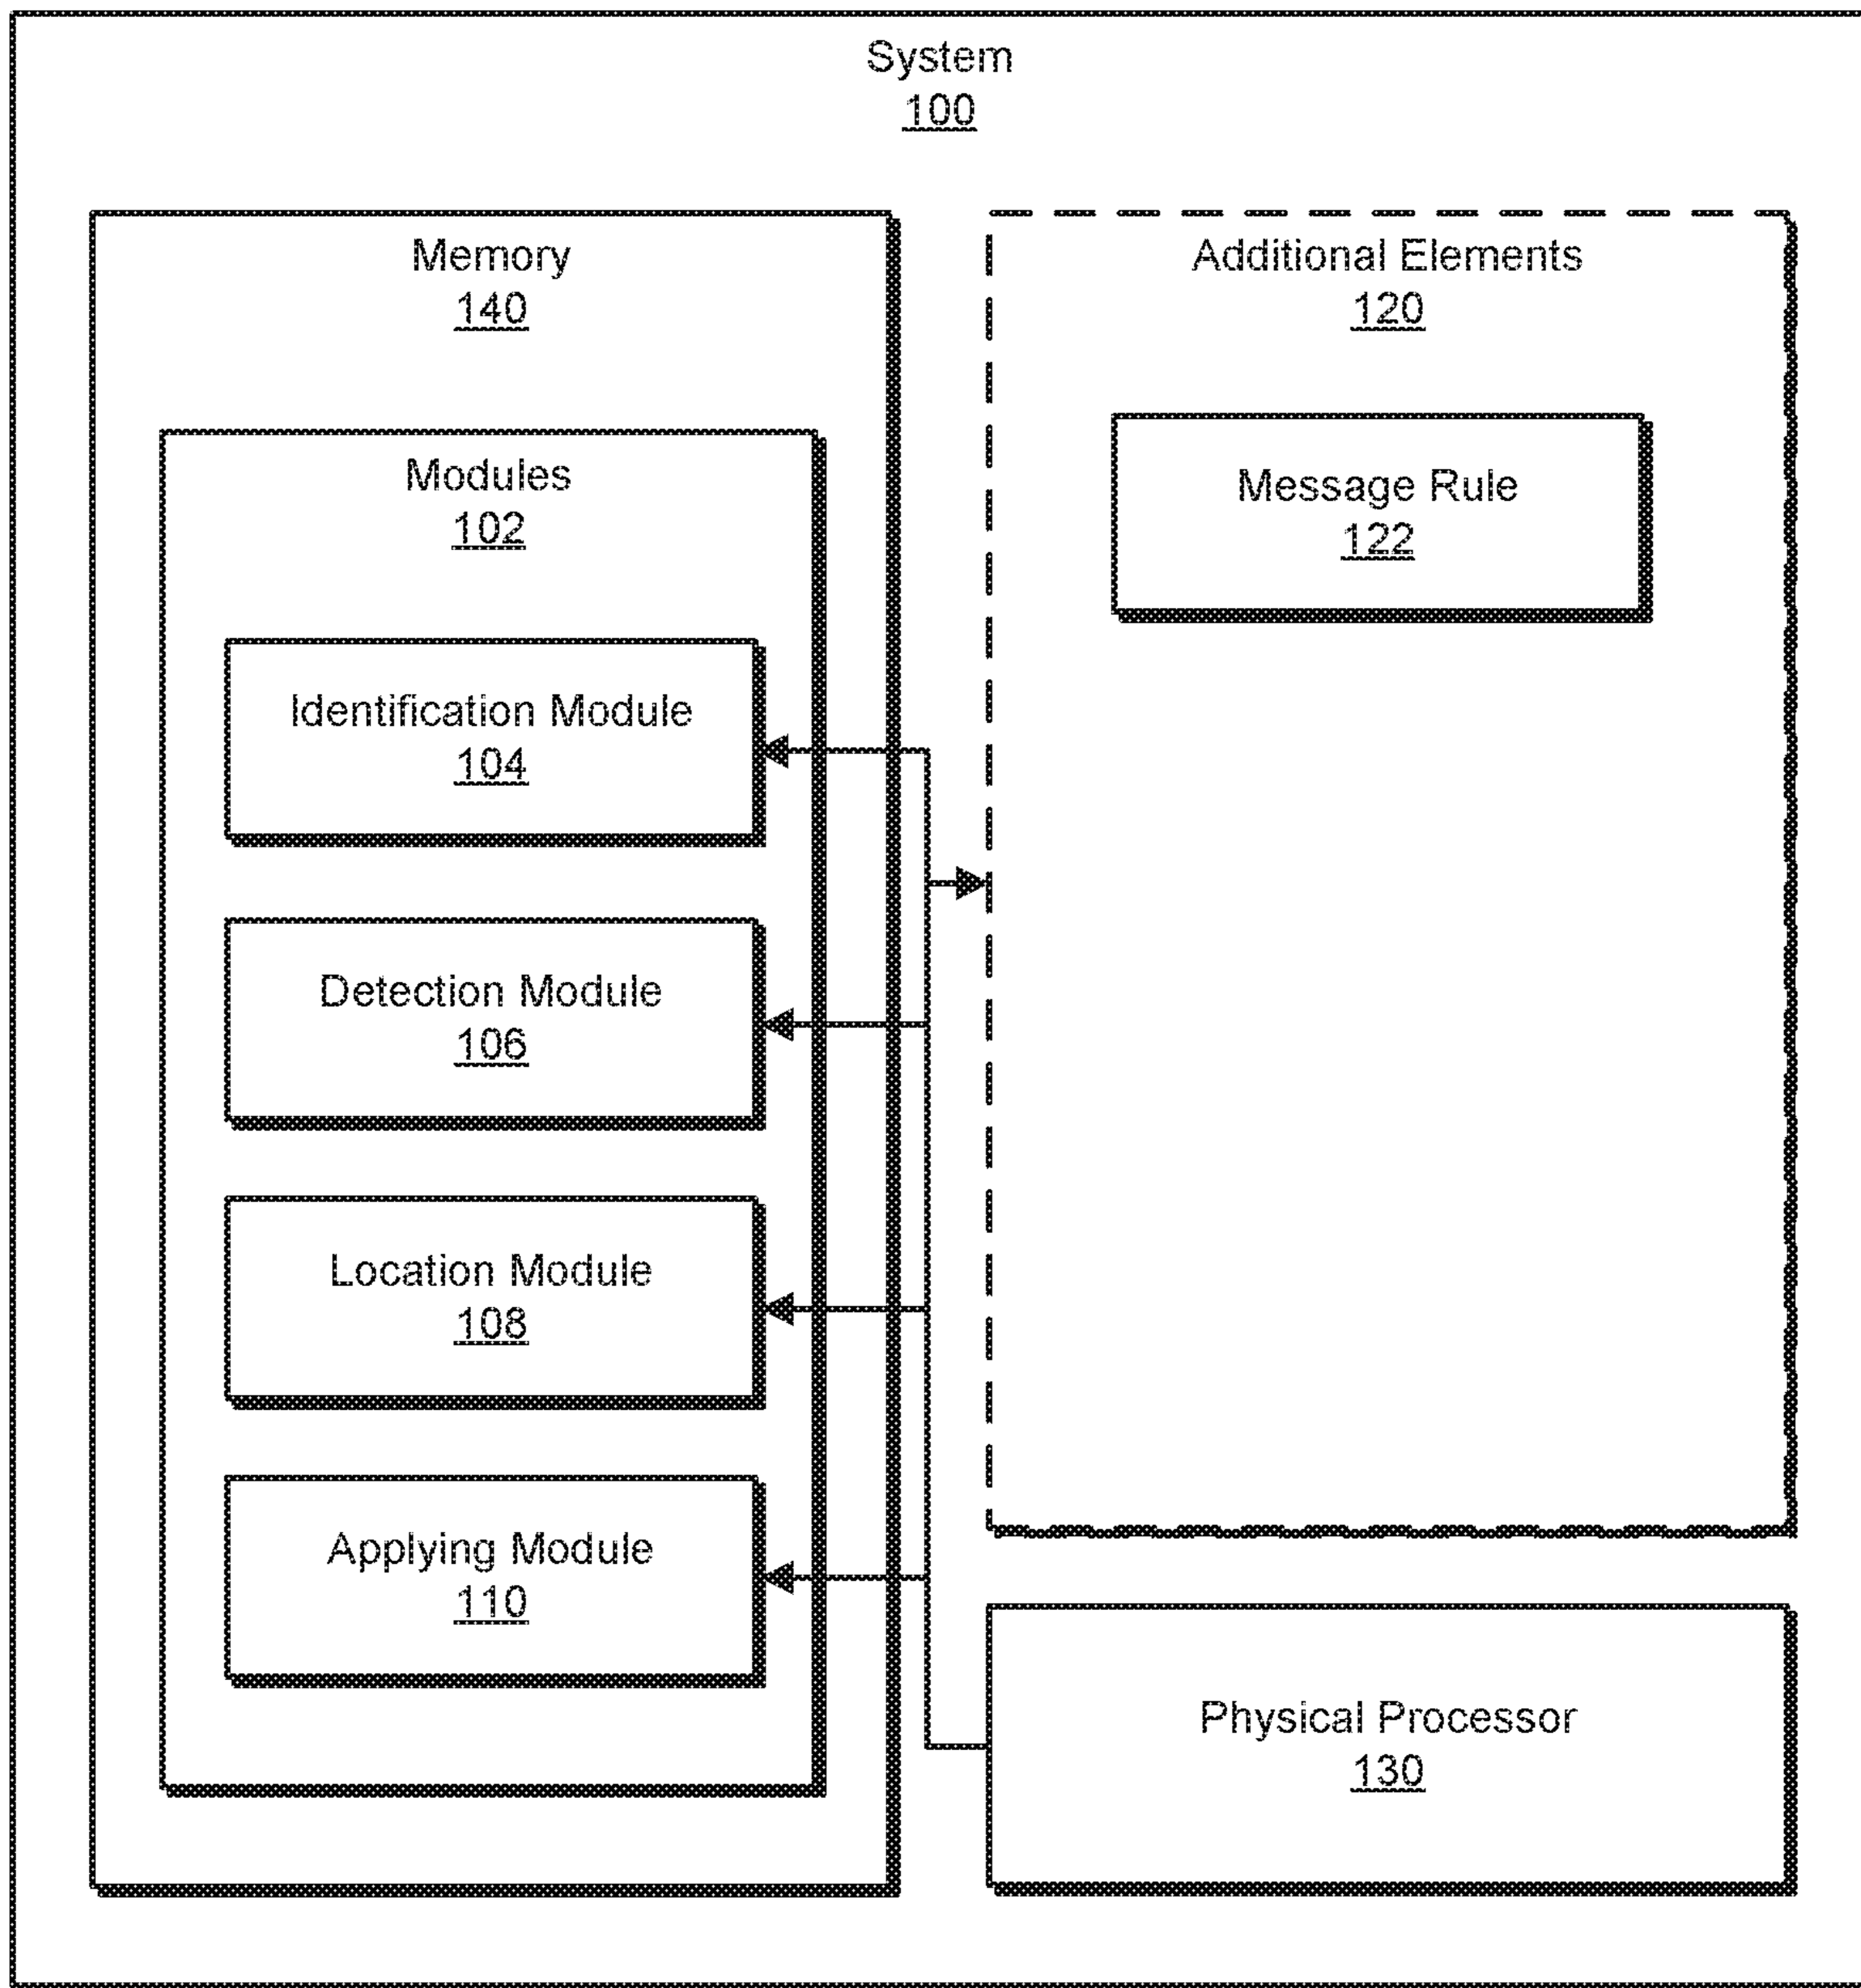 System
100
Memory
140
Modules
102
Identification Module
104
Detection Module
106
Location Module
108
Applying Module
110
Additional Elements
120
Message Rule
122
Physical Processor
130